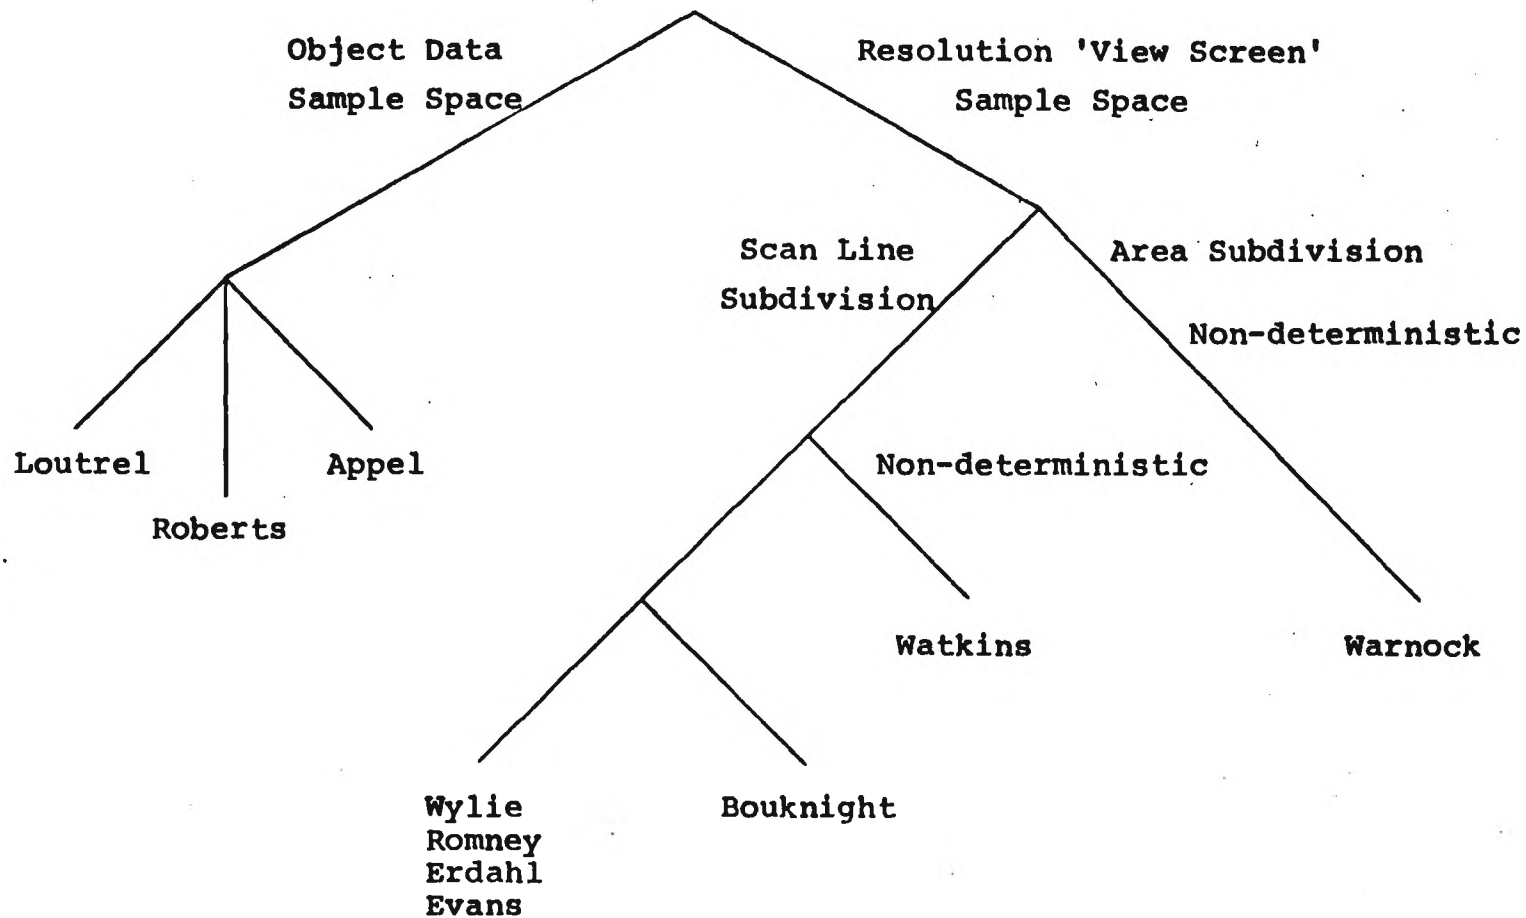 Object Data
Sample Space
Resolution 'View Screen'
Sample Space
Scan Line
Subdivision
Area Subdivision
Non-deterministic
Loutrel
Roberts
Appel
Non-deterministic
Watkins
Warnock
Wylie
Romney
Erdahl
Evans
Bouknight